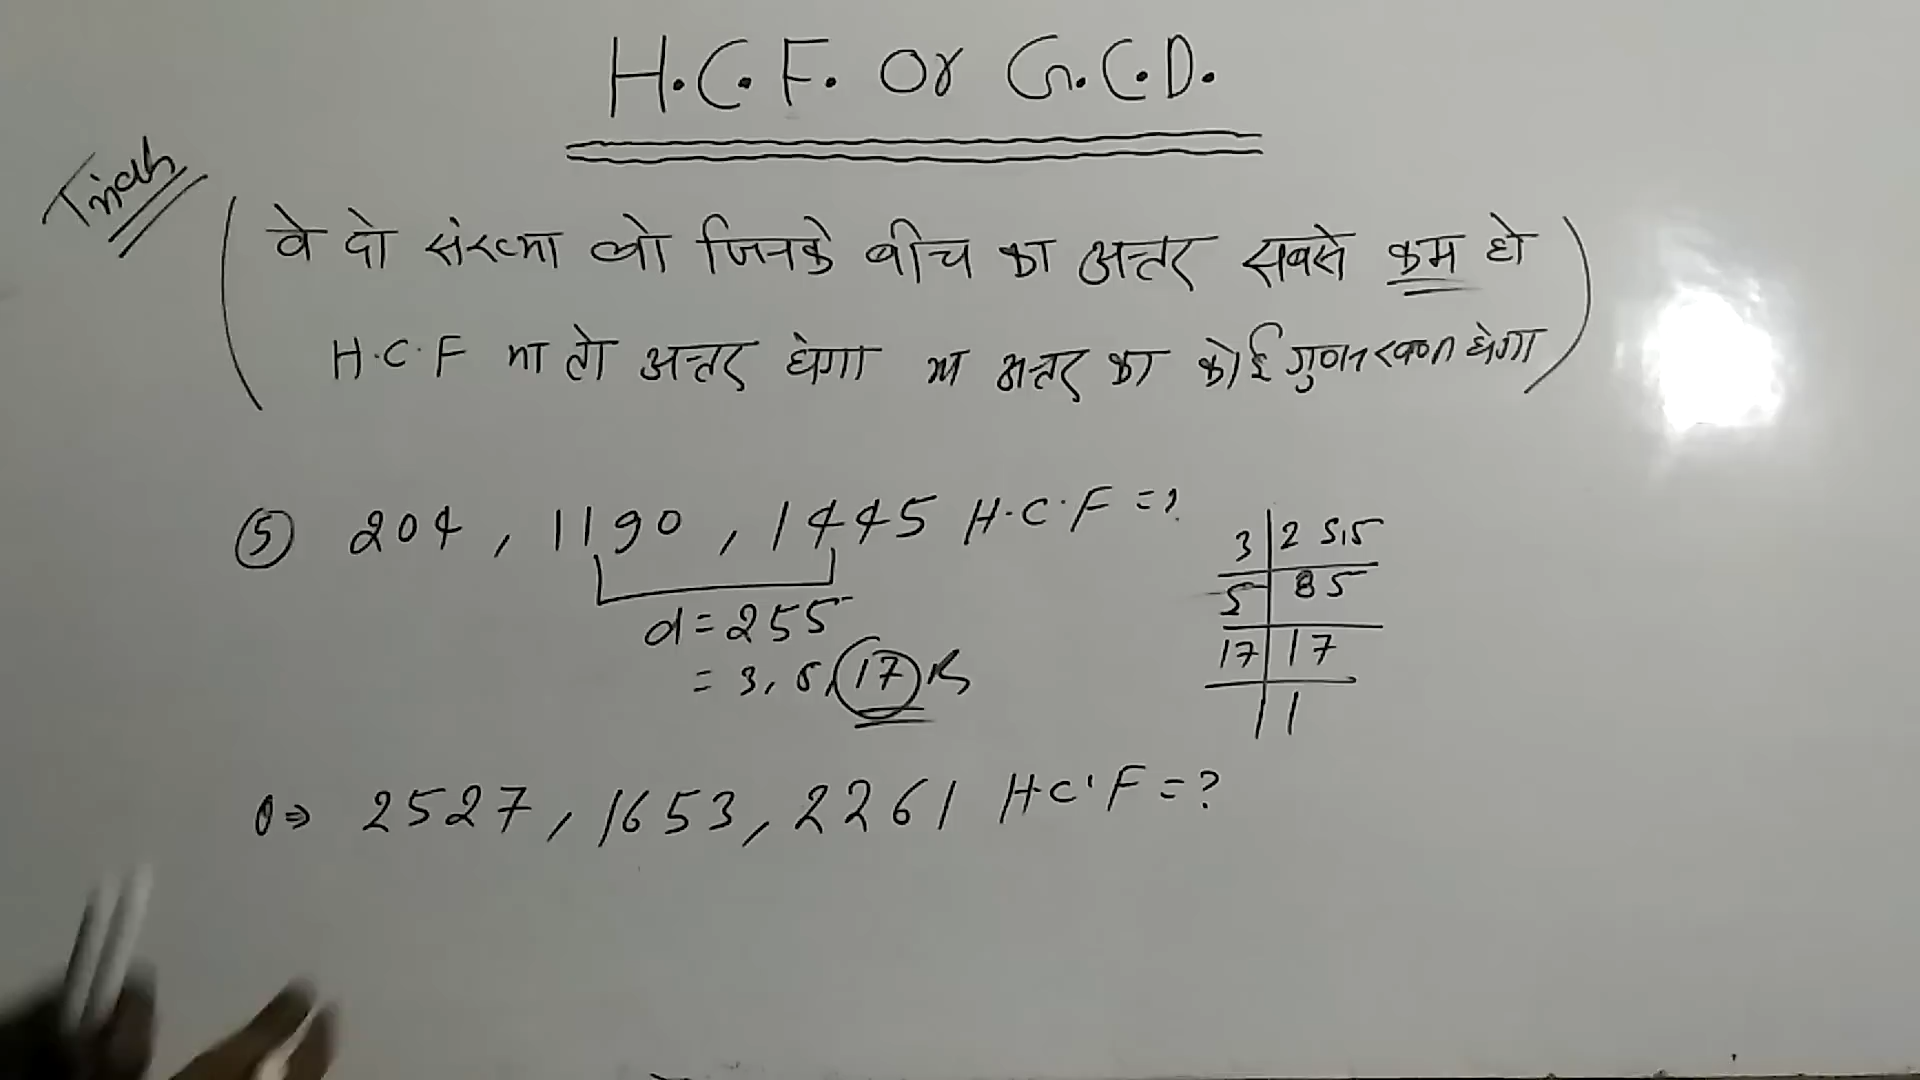 H.C.F. Or G.C.D.
Trick
(वे दो संख्या लो जिनके बीच का अन्तर सबसे कम हो
H.C.F या तो अन्तर होगा या अन्तर का कोई गुणनखण्ड होगा)
⑤ 204, 1190, 1445 H.C.F = ?
d = 255
= 3, 5, 17
3 | 255
5 | 85
17 | 17
| 1
Q⇒ 2527, 1653, 2261 H.C.F = ?